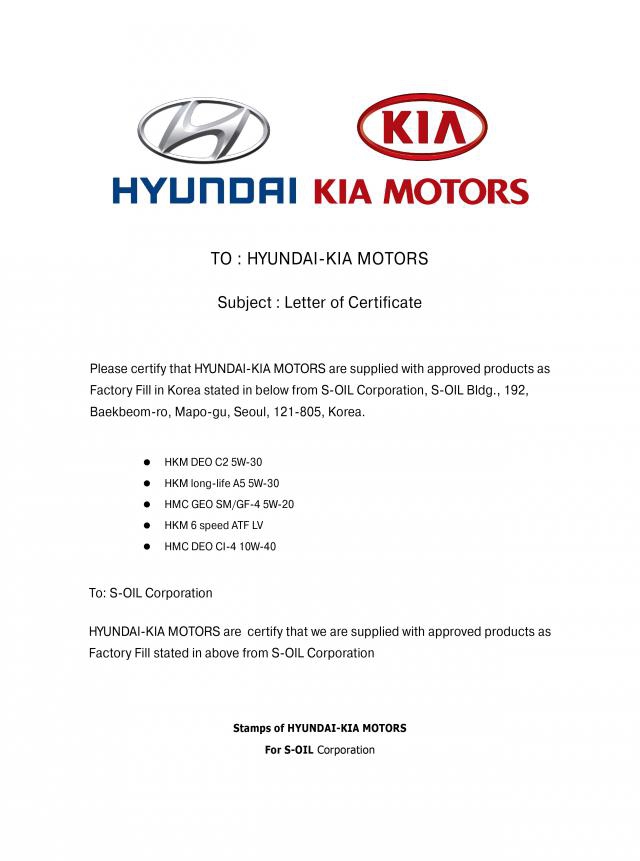 KIA
HYUNDAI KIA MOTORS
TO : HYUNDAI-KIA MOTORS
Subject : Letter of Certificate
Please certify that HYUNDAI-KIA MOTORS are supplied with approved products as
Factory Fill in Korea stated in below from S-OIL Corporation, S-OIL Bldg., 192,
Baekbeom-ro, Mapo-gu, Seoul, 121-805, Korea.
● HKM DEO C2 5W-30
● HKM long-life A5 5W-30
● HMC GEO SM/GF-4 5W-20
● HKM 6 speed ATF LV
● HMC DEO CI-4 10W-40
To: S-OIL Corporation
HYUNDAI-KIA MOTORS are certify that we are supplied with approved products as
Factory Fill stated in above from S-OIL Corporation
Stamps of HYUNDAI-KIA MOTORS
For S-OIL Corporation